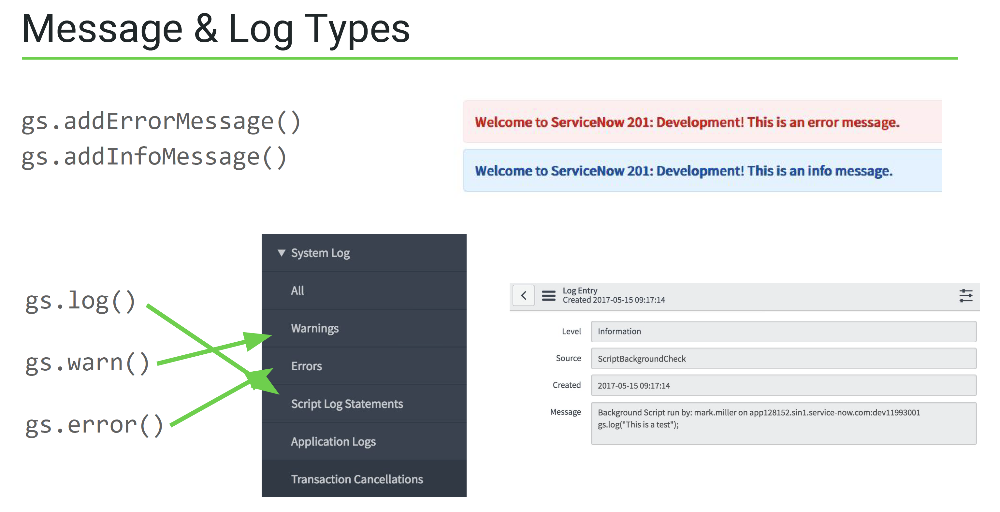 Message & Log Types
gs.addErrorMessage()
gs.addInfoMessage()
Welcome to ServiceNow 201: Development! This is an error message.
Welcome to ServiceNow 201: Development! This is an info message.
gs.log()
gs.warn()
gs.error()
System Log
All
Warnings
Errors
Script Log Statements
Application Logs
Transaction Cancellations
Log Entry
Created 2017-05-15 09:17:14
Level Information
Source ScriptBackgroundCheck
Created 2017-05-15 09:17:14
Message Background Script run by: mark.miller on app128152.sin1.service-now.com:dev11993001
gs.log("This is a test");